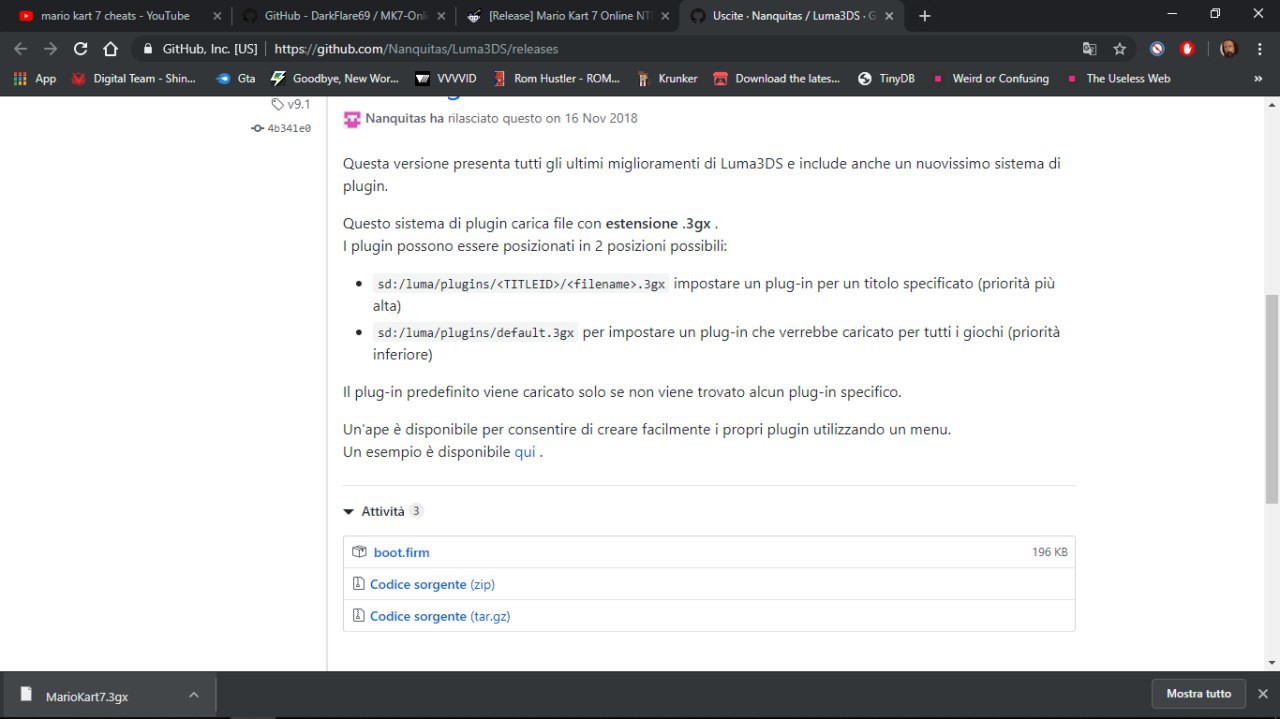 mario kart 7 cheats - YouTube
GitHub - DarkFlare69 / MK7-Onli
[Release] Mario Kart 7 Online NTI
Uscite · Nanquitas / Luma3DS · G
GitHub, Inc. [US]
https://github.com/Nanquitas/Luma3DS/releases
App
Digital Team - Shin...
Gta
Goodbye, New Wor...
VVVVID
Rom Hustler - ROM...
Krunker
Download the lates...
TinyDB
Weird or Confusing
The Useless Web
»
v9.1
4b341e0
Nanquitas ha rilasciato questo on 16 Nov 2018
Questa versione presenta tutti gli ultimi miglioramenti di Luma3DS e include anche un nuovissimo sistema di
plugin.
Questo sistema di plugin carica file con estensione .3gx .
I plugin possono essere posizionati in 2 posizioni possibili:
• sd:/luma/plugins/<TITLEID>/<filename>.3gx impostare un plug-in per un titolo specificato (priorità più
alta)
• sd:/luma/plugins/default.3gx per impostare un plug-in che verrebbe caricato per tutti i giochi (priorità
inferiore)
Il plug-in predefinito viene caricato solo se non viene trovato alcun plug-in specifico.
Un'ape è disponibile per consentire di creare facilmente i propri plugin utilizzando un menu.
Un esempio è disponibile qui .
Attività 3
boot.firm 196 KB
Codice sorgente (zip)
Codice sorgente (tar.gz)
MarioKart7.3gx
Mostra tutto